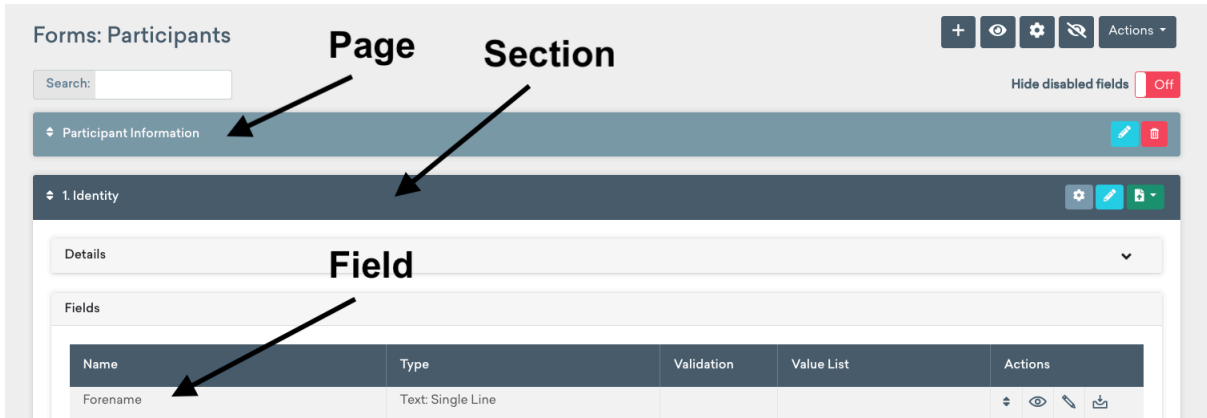 Forms: Participants
Page
Section
Actions
Search:
Hide disabled fields Off
Participant Information
1. Identity
Details
Field
Fields
Name Type Validation Value List Actions
Forename Text: Single Line